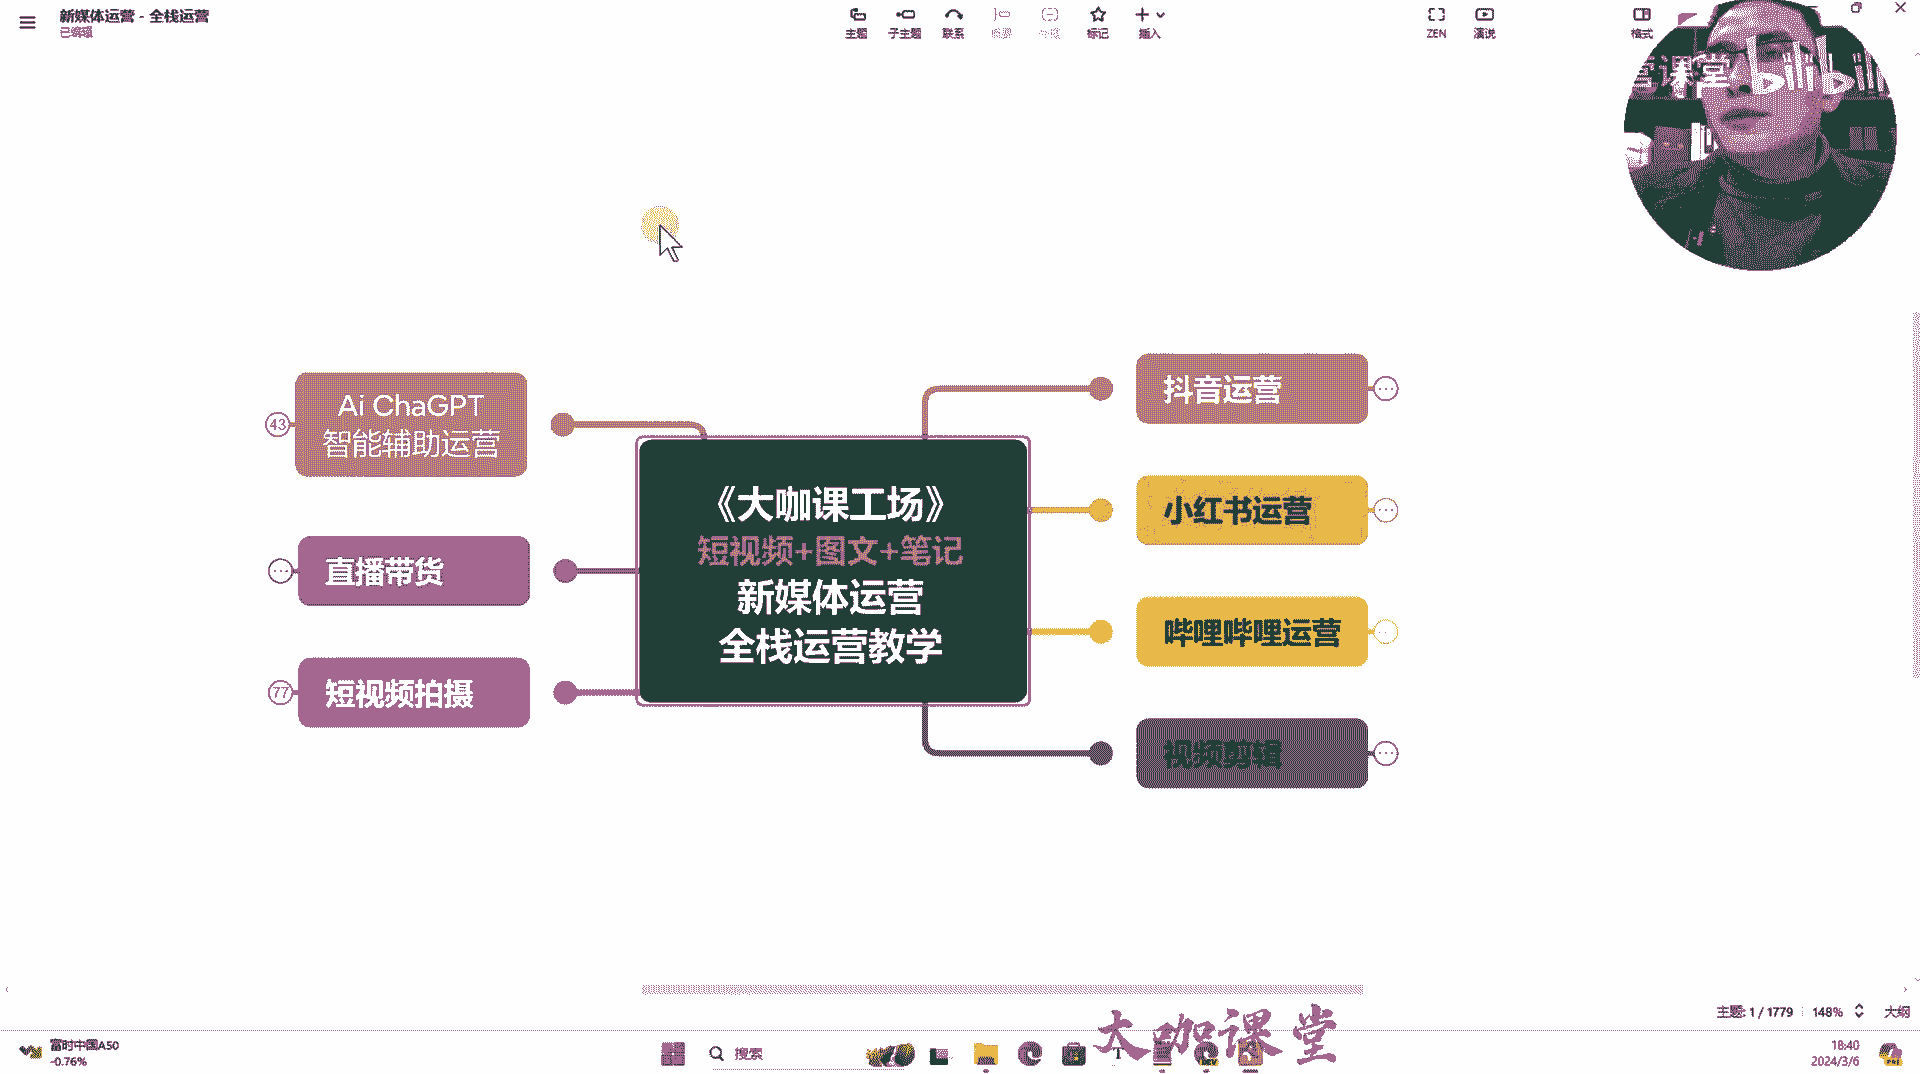 新媒体运营 - 全栈运营
已编辑
主题
子主题
联系
概要
外框
标记
插入
ZEN
演说
格式
课堂 bilibili
Ai ChaGPT
智能辅助运营
43
直播带货
短视频拍摄
77
《大咖课工场》
短视频+图文+笔记
新媒体运营
全栈运营教学
抖音运营
小红书运营
哔哩哔哩运营
视频剪辑
主题: 1 / 1779
148%
大纲
富时中国A50
-0.76%
搜索
大咖课堂
18:40
2024/3/6